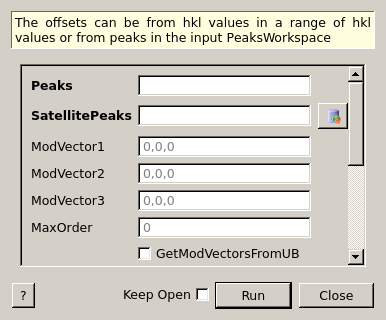 The offsets can be from hkl values in a range of hkl
values or from peaks in the input PeaksWorkspace
Peaks
SatellitePeaks
ModVector1 0,0,0
ModVector2 0,0,0
ModVector3 0,0,0
MaxOrder 0
GetModVectorsFromUB
? Keep Open Run Close